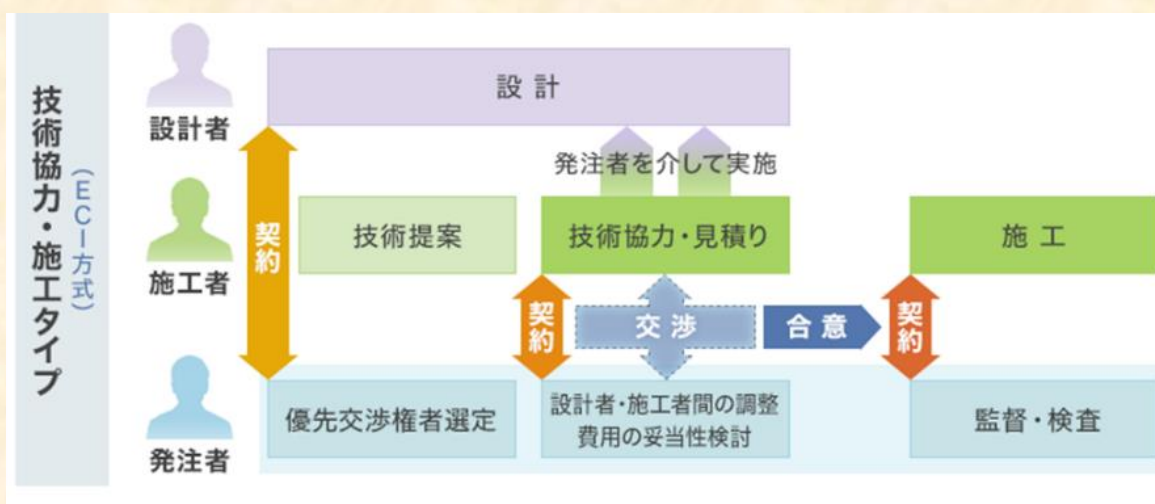 技術協力・施工タイプ
(ECI方式)
設計者
設 計
発注者を介して実施
施工者
契約
技術提案
技術協力・見積り
施 工
契約
交 渉
合 意
契約
発注者
優先交渉権者選定
設計者・施工者間の調整
費用の妥当性検討
監督・検査